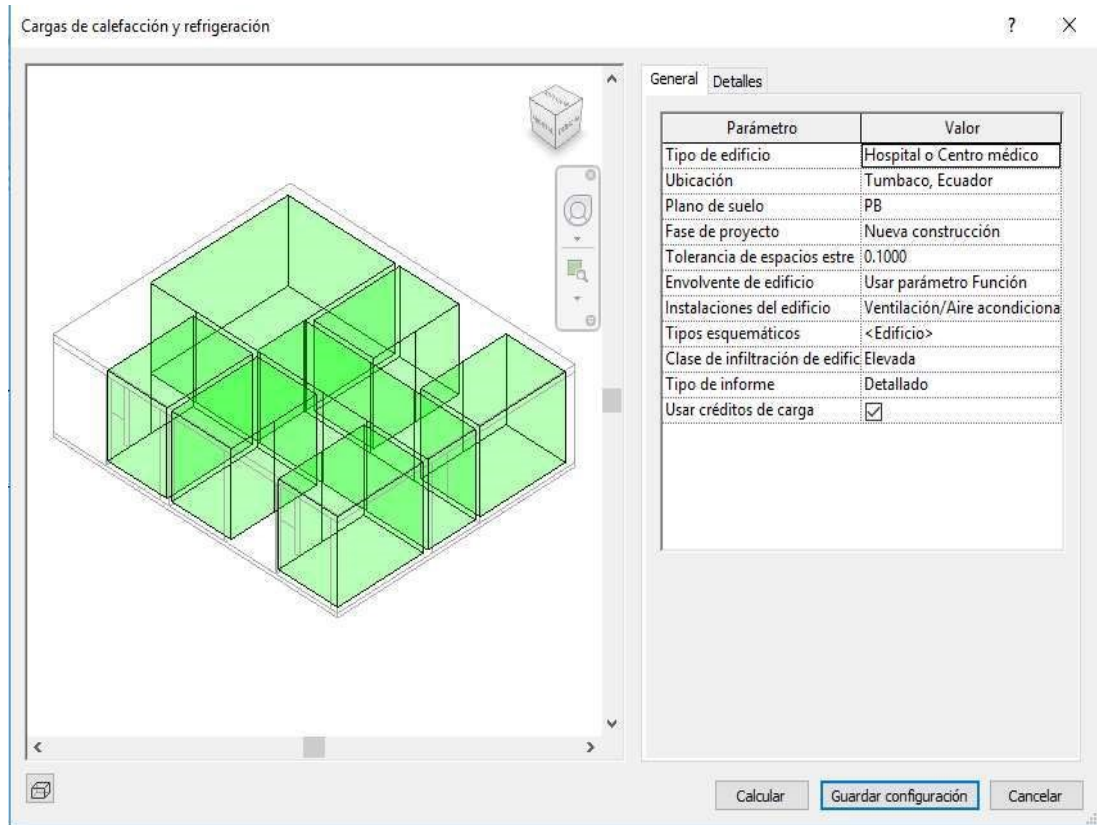 Cargas de calefacción y refrigeración
General Detalles
Parámetro Valor
Tipo de edificio Hospital o Centro médico
Ubicación Tumbaco, Ecuador
Plano de suelo PB
Fase de proyecto Nueva construcción
Tolerancia de espacios estre 0.1000
Envolvente de edificio Usar parámetro Función
Instalaciones del edificio Ventilación/Aire acondiciona
Tipos esquemáticos <Edificio>
Clase de infiltración de edific Elevada
Tipo de informe Detallado
Usar créditos de carga
Calcular Guardar configuración Cancelar